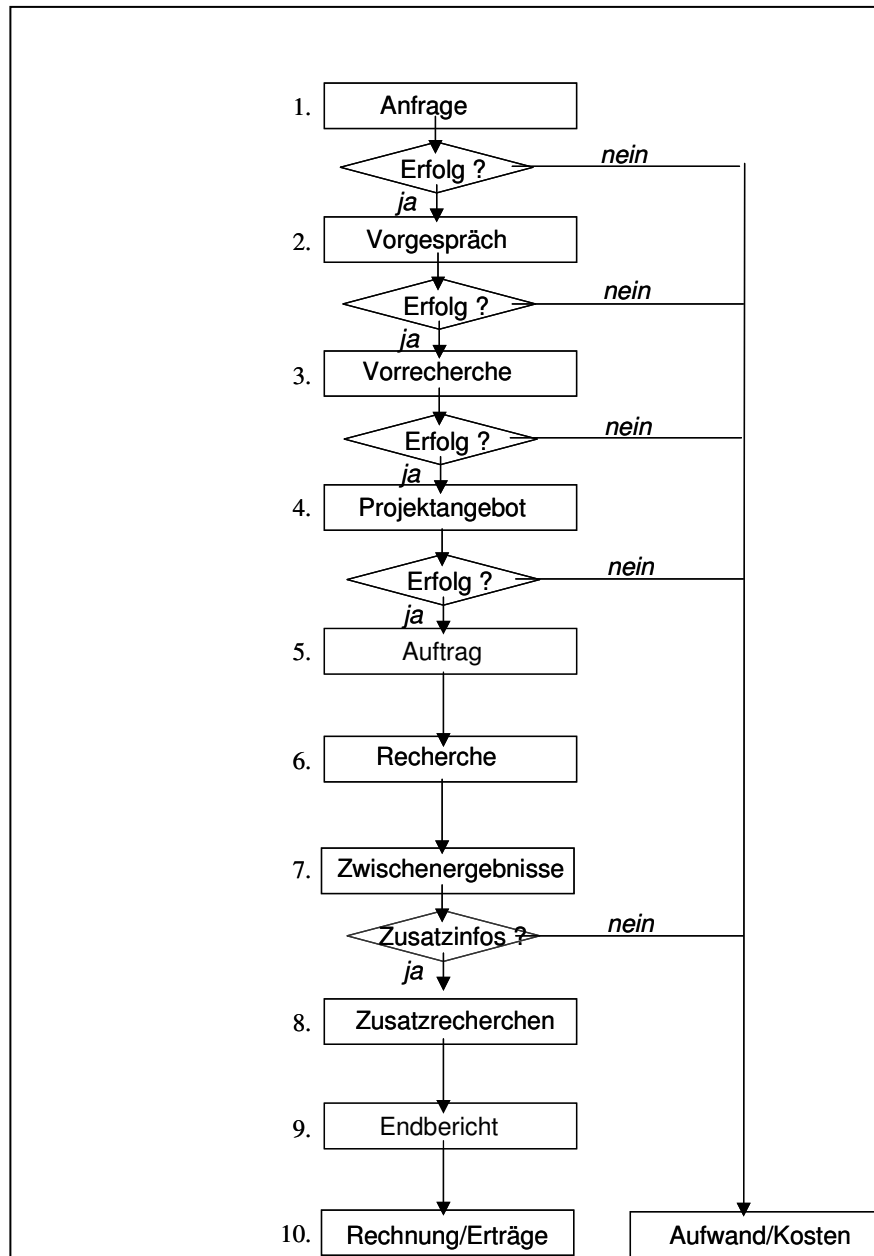 1. Anfrage
Erfolg ? nein
ja
2. Vorgespräch
Erfolg ? nein
ja
3. Vorrecherche
Erfolg ? nein
ja
4. Projektangebot
Erfolg ? nein
ja
5. Auftrag
6. Recherche
7. Zwischenergebnisse
Zusatzinfos ? nein
ja
8. Zusatzrecherchen
9. Endbericht
10. Rechnung/Erträge Aufwand/Kosten